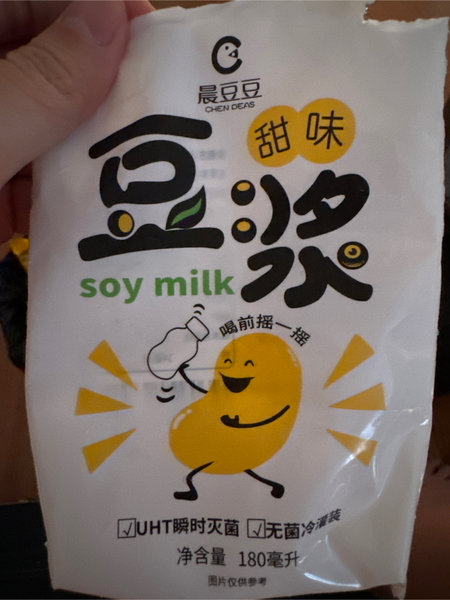 晨豆豆
CHEN DEAS
甜味
豆浆
soy milk
喝前摇一摇
☑UHT瞬时灭菌 ☑无菌冷灌装
净含量 180毫升
图片仅供参考